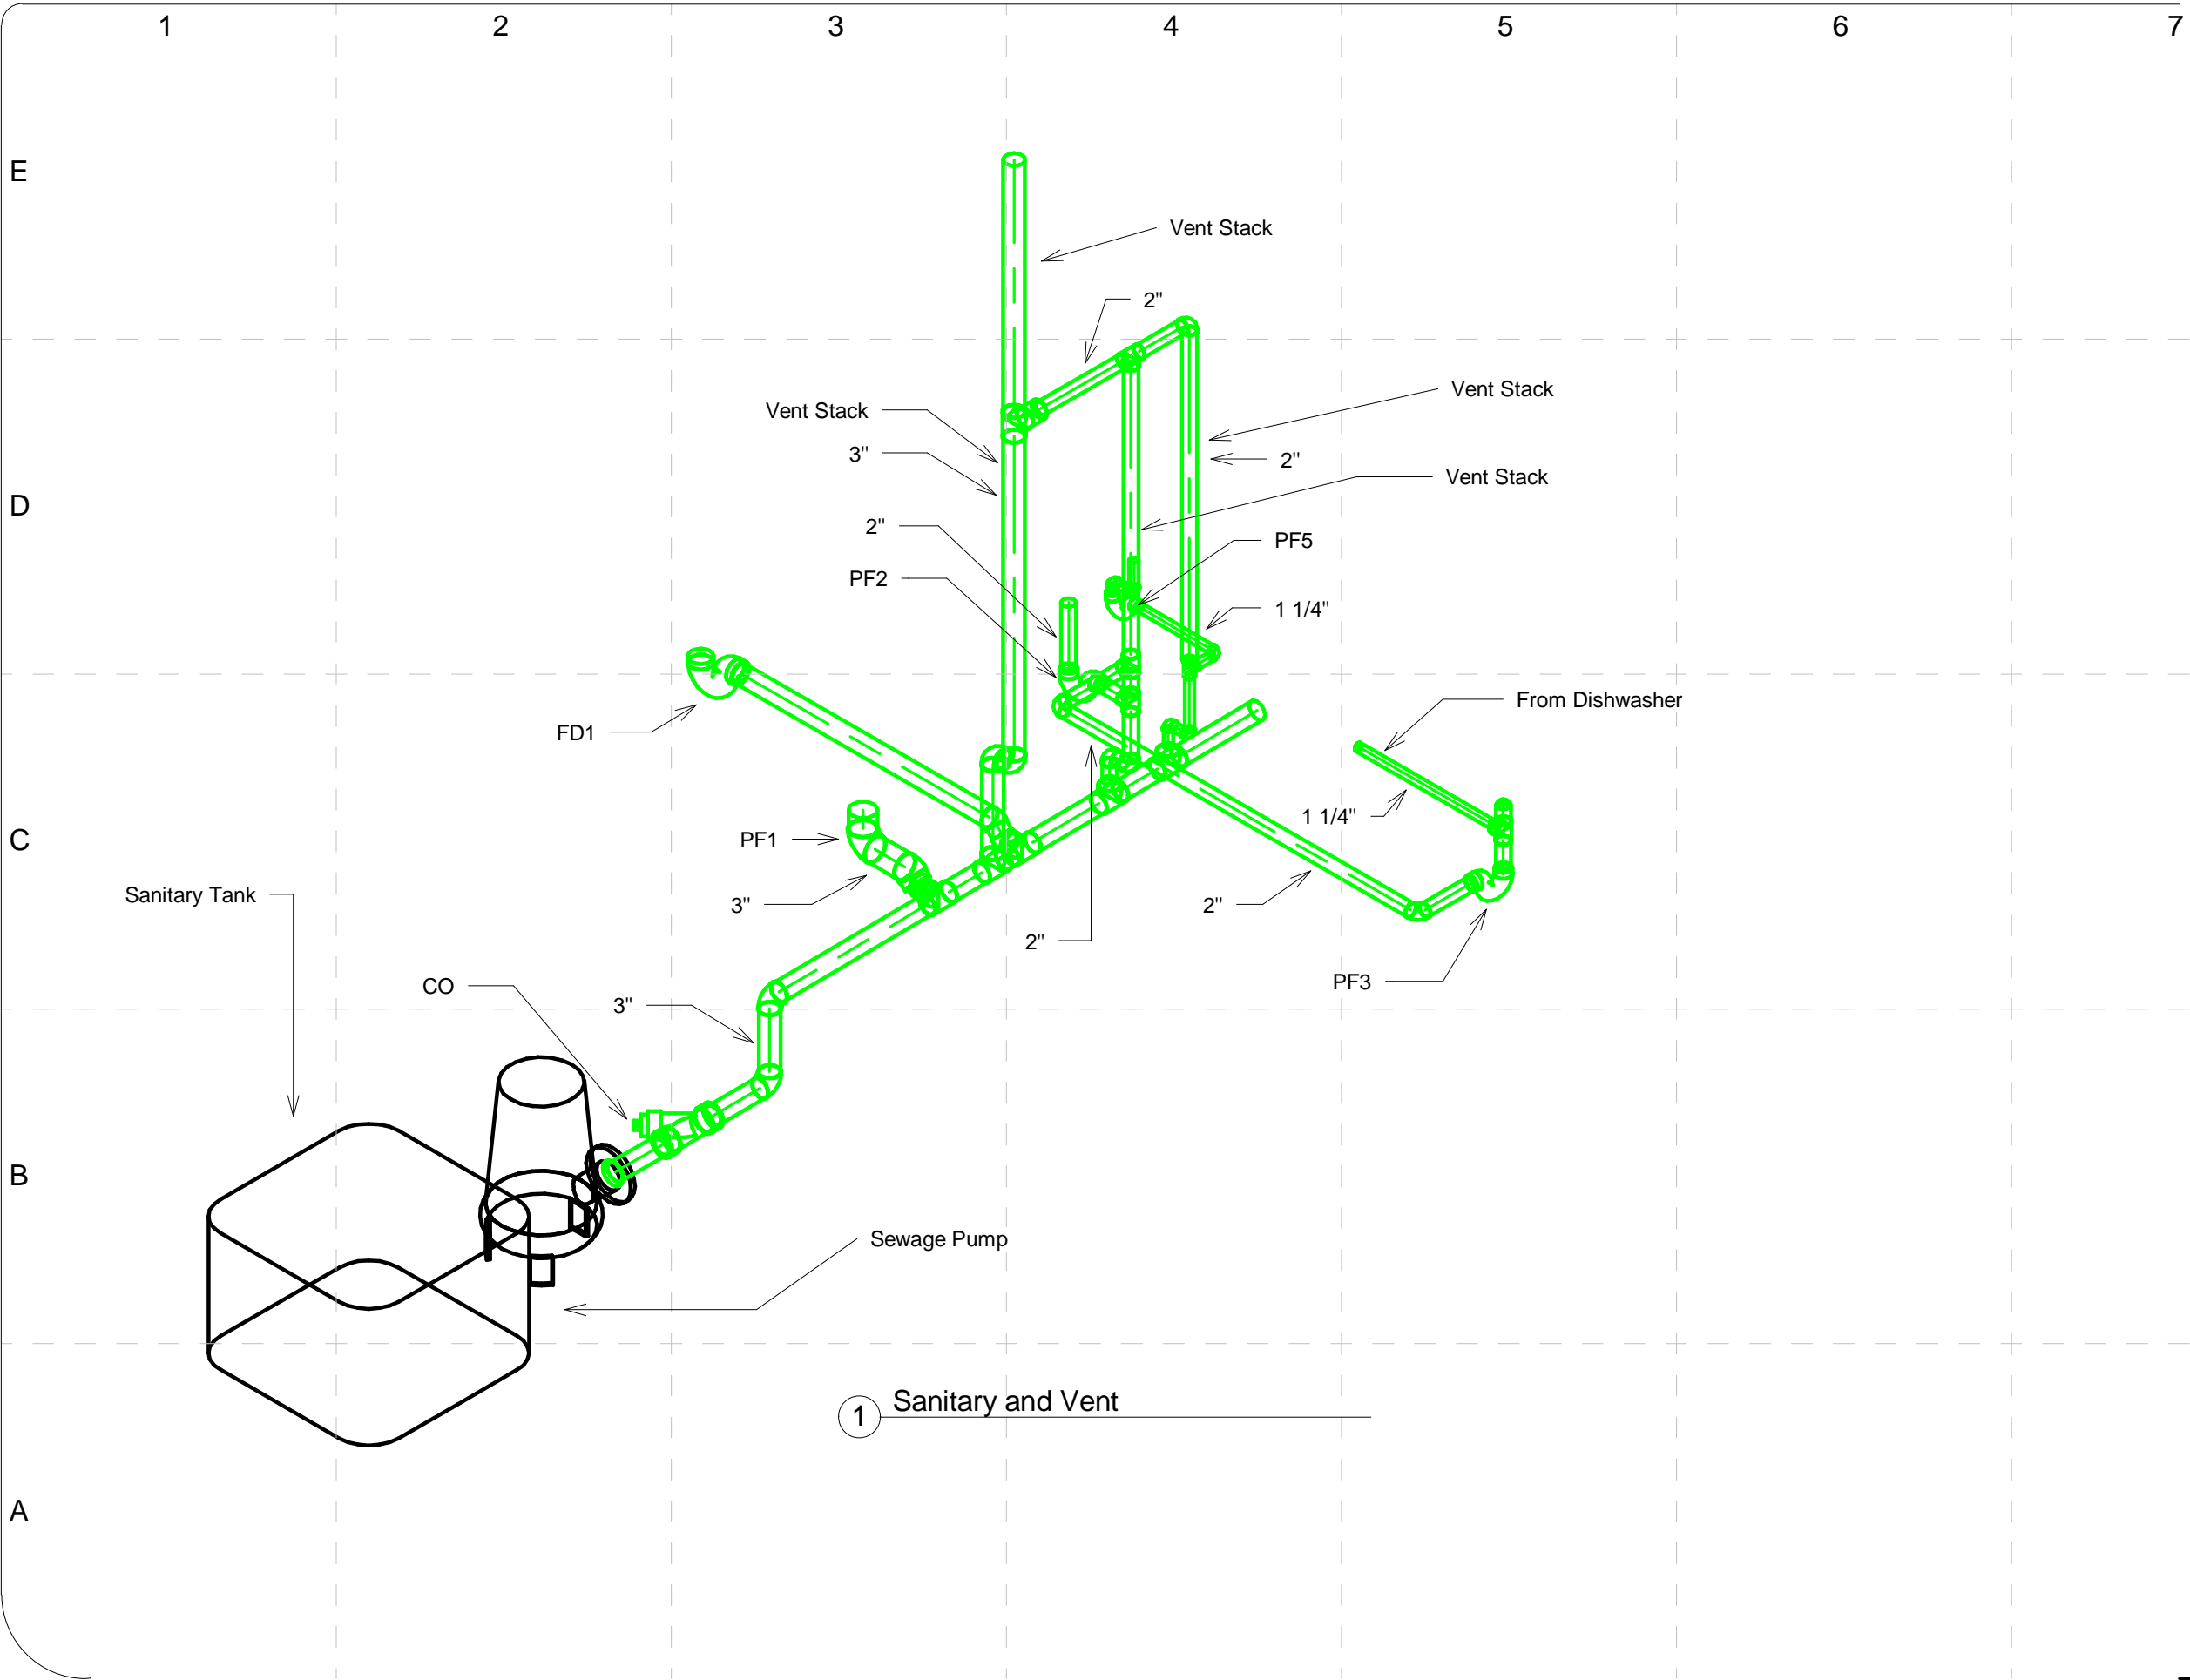 1 2 3 4 5 6 7
E
Vent Stack
2"
Vent Stack
Vent Stack
3"
2"
Vent Stack
D
2"
PF5
PF2
1 1/4"
From Dishwasher
FD1
1 1/4"
C
PF1
Sanitary Tank
3"
2"
2"
PF3
CO
3"
B
Sewage Pump
1 Sanitary and Vent
A